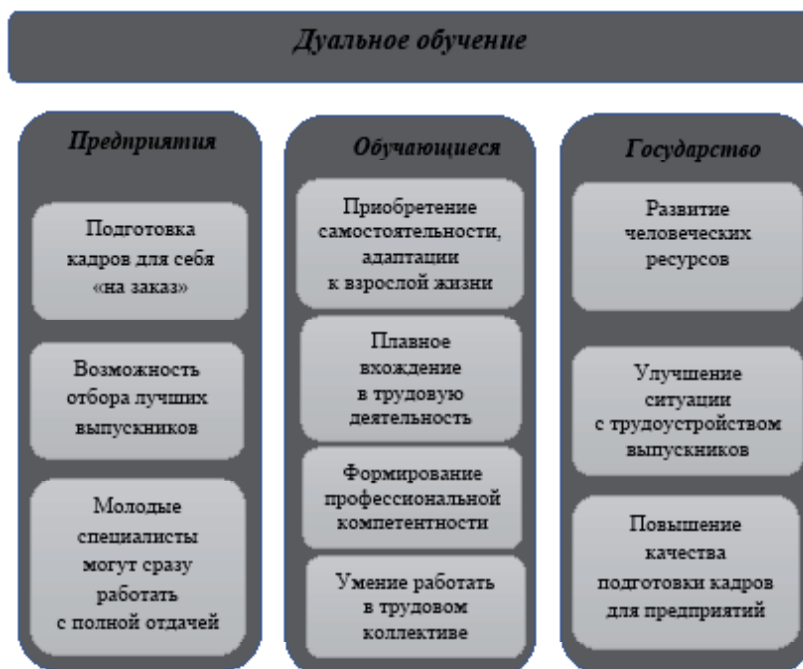 Дуальное обучение
Предприятия
Подготовка
кадров для себя
«на заказ»
Возможность
отбора лучших
выпускников
Молодые
специалисты
могут сразу
работать
с полной отдачей
Обучающиеся
Приобретение
самостоятельности,
адаптации
к взрослой жизни
Плавное
вхождение
в трудовую
деятельность
Формирование
профессиональной
компетентности
Умение работать
в трудовом
коллективе
Государство
Развитие
человеческих
ресурсов
Улучшение
ситуации
с трудоустройством
выпускников
Повышение
качества
подготовки кадров
для предприятий